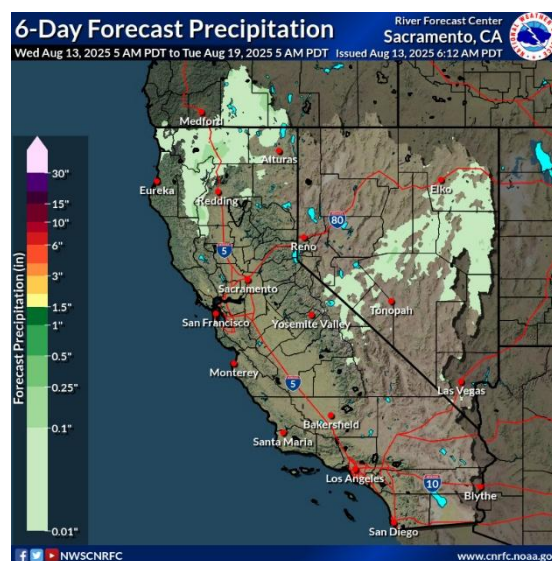 6-Day Forecast Precipitation
River Forecast Center
Sacramento, CA
Wed Aug 13, 2025 5 AM PDT to Tue Aug 19, 2025 5 AM PDT
Issued Aug 13, 2025 6:12 AM PDT
NATIONAL WEATHER
Medford
Alturas
Eureka
Redding
Elko
80
Reno
5
Sacramento
San Francisco
Yosemite Valley
Tonopah
Monterey
5
Las Vegas
Bakersfield
Santa Maria
Los Angeles
10
Blythe
San Diego
Forecast Precipitation (in)
30"
15"
10"
6"
3"
1.5"
1"
0.5"
0.25"
0.1"
0.01"
NWSCNRFC
www.cnrfc.noaa.go